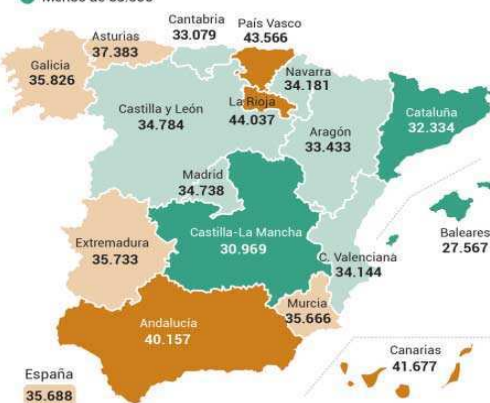 Menos de
Cantabria
33.079
País Vasco
43.566
Asturias
37.383
Galicia
35.826
Navarra
34.181
La Rioja
44.037
Castilla y León
34.784
Aragón
33.433
Cataluña
32.334
Madrid
34.738
Castilla-La Mancha
30.969
Extremadura
35.733
C. Valenciana
34.144
Baleares
27.567
Murcia
35.666
Andalucía
40.157
Canarias
41.677
España
35.688